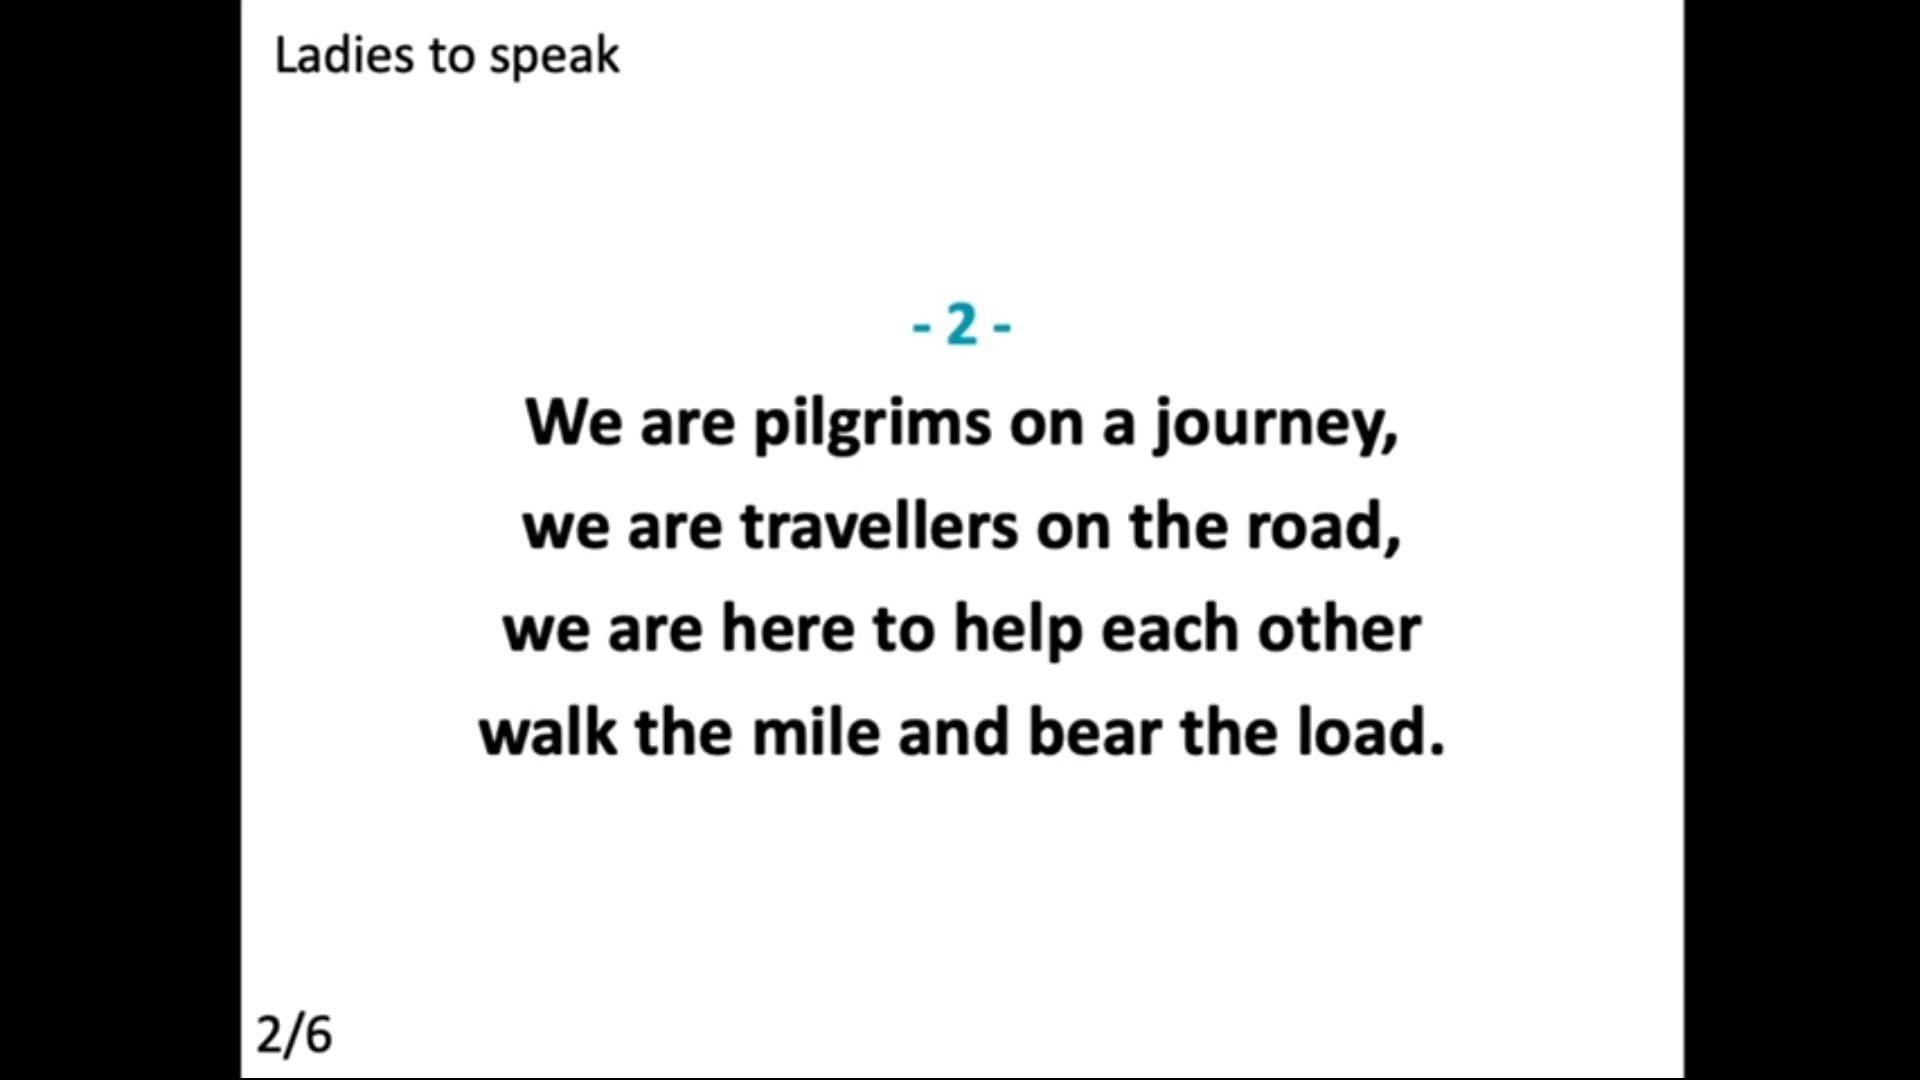 Ladies to speak
- 2 -
We are pilgrims on a journey,
we are travellers on the road,
we are here to help each other
walk the mile and bear the load.
2/6